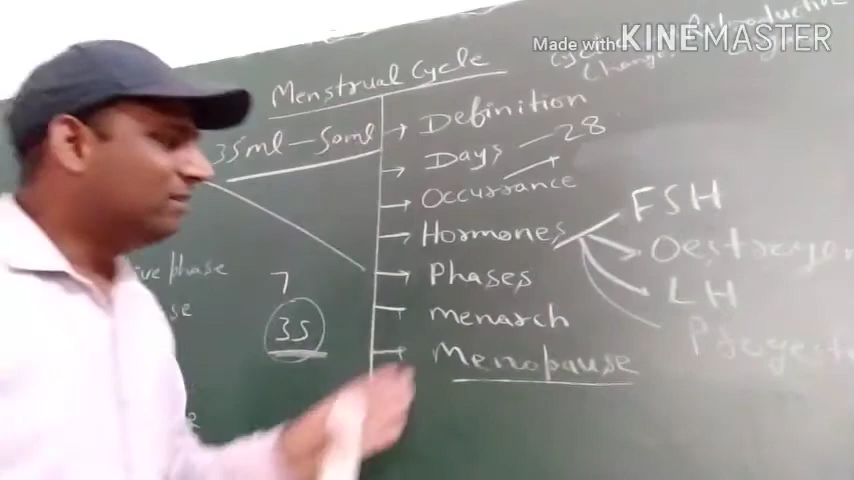 Made with KINEMASTER
Menstrual Cycle
35ml - 50ml
Definition
Days - 28
Occurrance
Hormones
FSH
Oestrogen
LH
Phases
menarch
Menopause
phase
7
35